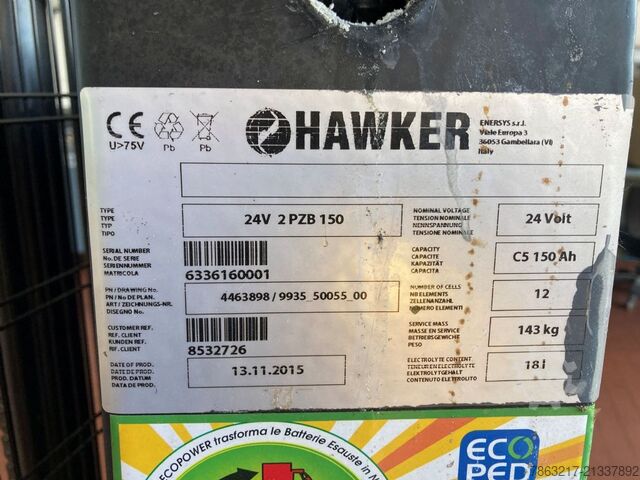 CE
U>75V
Pb
Pb
HAWKER
ENERSYS s.r.l.
Viale Europa 3
36053 Gambellara (VI)
Italy
TYPE
TYPE
TYP
TIPO
24V 2 PZB 150
NOMINAL VOLTAGE
TENSION NOMINALE
NENNSPANNUNG
TENSIONE NOMINALE
24 Volt
SERIAL NUMBER
No. DE SERIE
SERIENNUMMER
MATRICOLA
6336160001
CAPACITY
CAPACITY
KAPAZITÄT
CAPACITA
C5 150 Ah
PN / DRAWING No.
PN / No DE PLAN.
ART / ZEICHNUNGS-NR.
DISEGNO No.
4463898 / 9935_50055_00
NUMBER OF CELLS
NB ELEMENTS
ZELLENANZAHL
NUMERO ELEMENTI
12
CUSTOMER REF.
REF. CLIENT
KUNDEN REF.
RIF. CLIENT
8532726
SERVICE MASS
MASSE EN SERVICE
BETRIEBSGEWICHE
PESO
143 kg
DATE OF PROD.
DATE DE PROD.
PROD. DATUM
DATA DE PROD.
13.11.2015
ELECTROLYTE CONTENT
TENEUR EN ELECTROLYTE
ELEKTROLYTGEHALT
CONTENUTO ELETTROLITO
18 l
ECOPOWER trasforma le Batterie Esauste in
ECO
PED
7863217-21337892